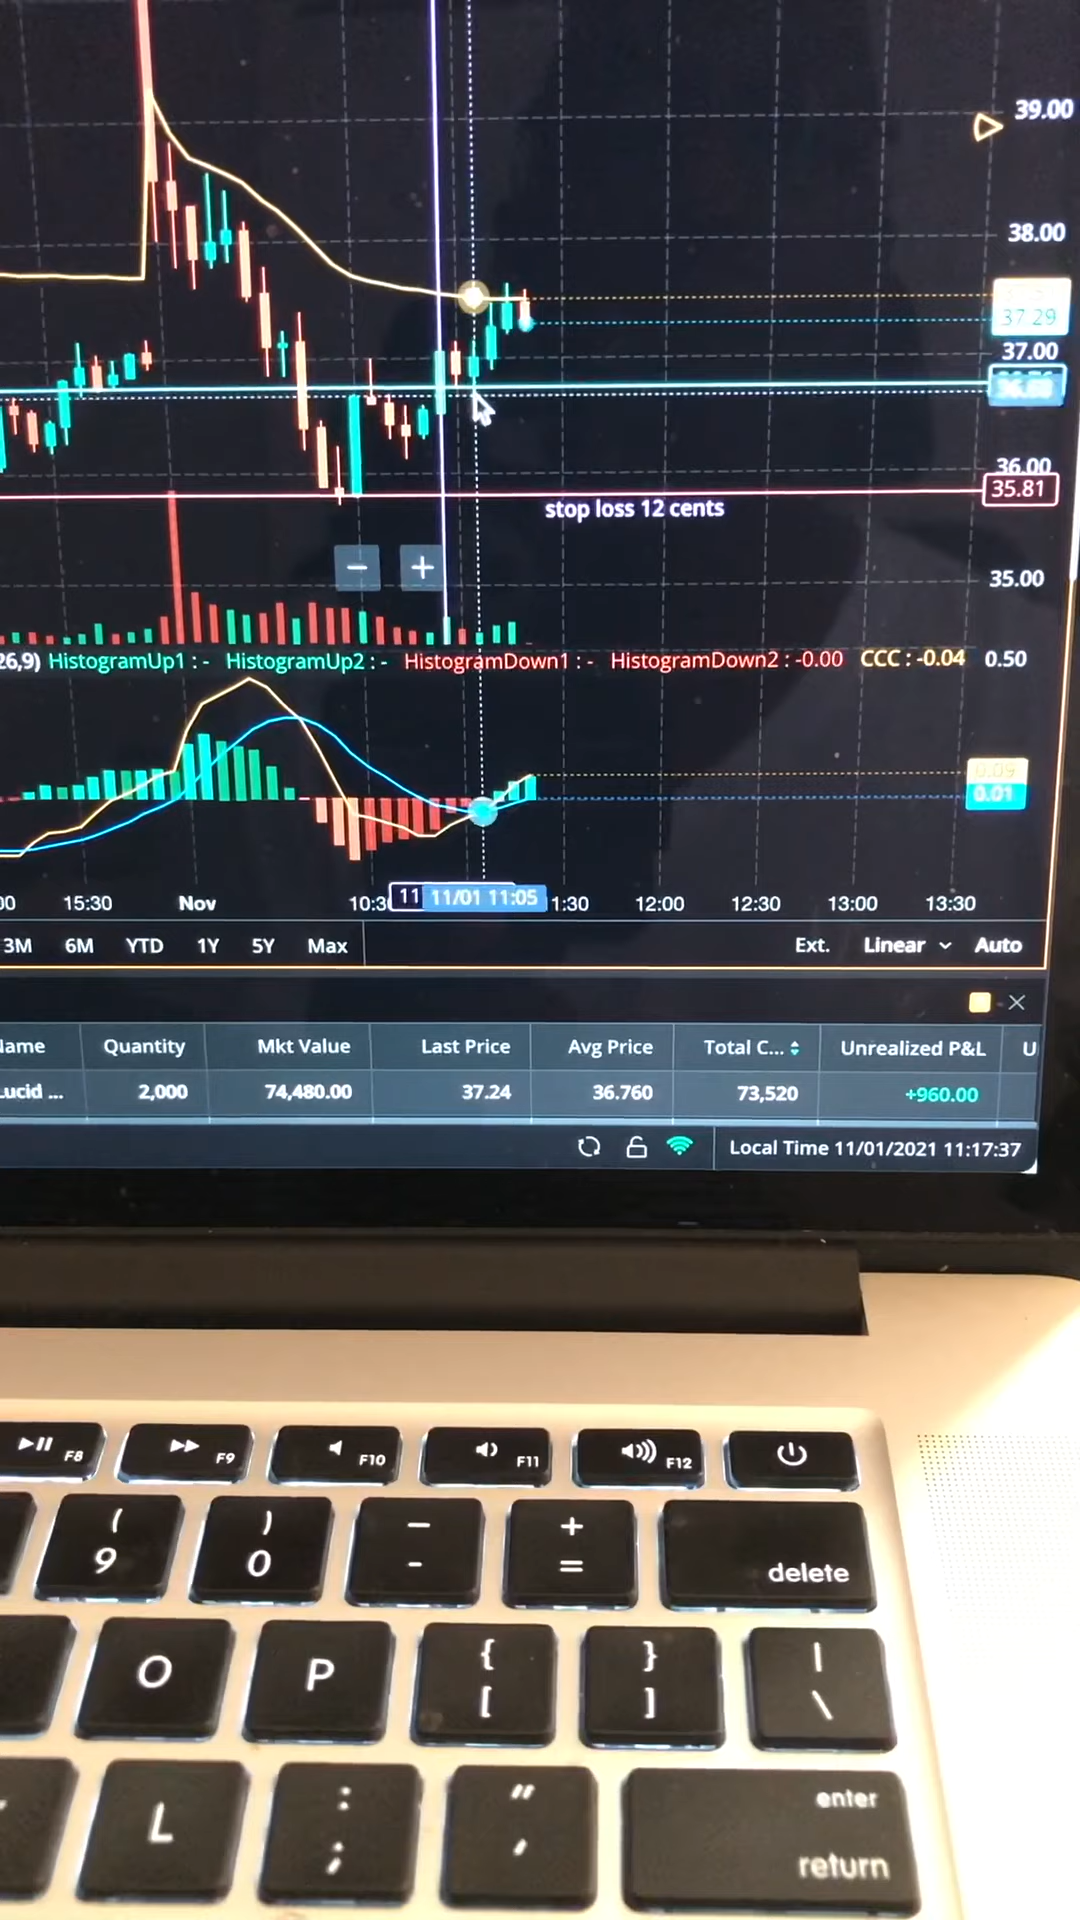 39.00
38.00
37.29
37.00
36.00
35.81
stop loss 12 cents
− +
35.00
26,9) HistogramUp1 : - HistogramUp2 : - HistogramDown1 : - HistogramDown2 : -0.00 CCC : -0.04 0.50
0.09
0.01
00 15:30 Nov 10:30 11 11/01 11:05 1:30 12:00 12:30 13:00 13:30
3M 6M YTD 1Y 5Y Max Ext. Linear Auto
Name Quantity Mkt Value Last Price Avg Price Total C... Unrealized P&L U
Lucid ... 2,000 74,480.00 37.24 36.760 73,520 +960.00
Local Time 11/01/2021 11:17:37
F8 F9 F10 F11 F12
( ) — +
9 0 - = delete
O P { } |
[ ] \
L : "
; ' enter
return